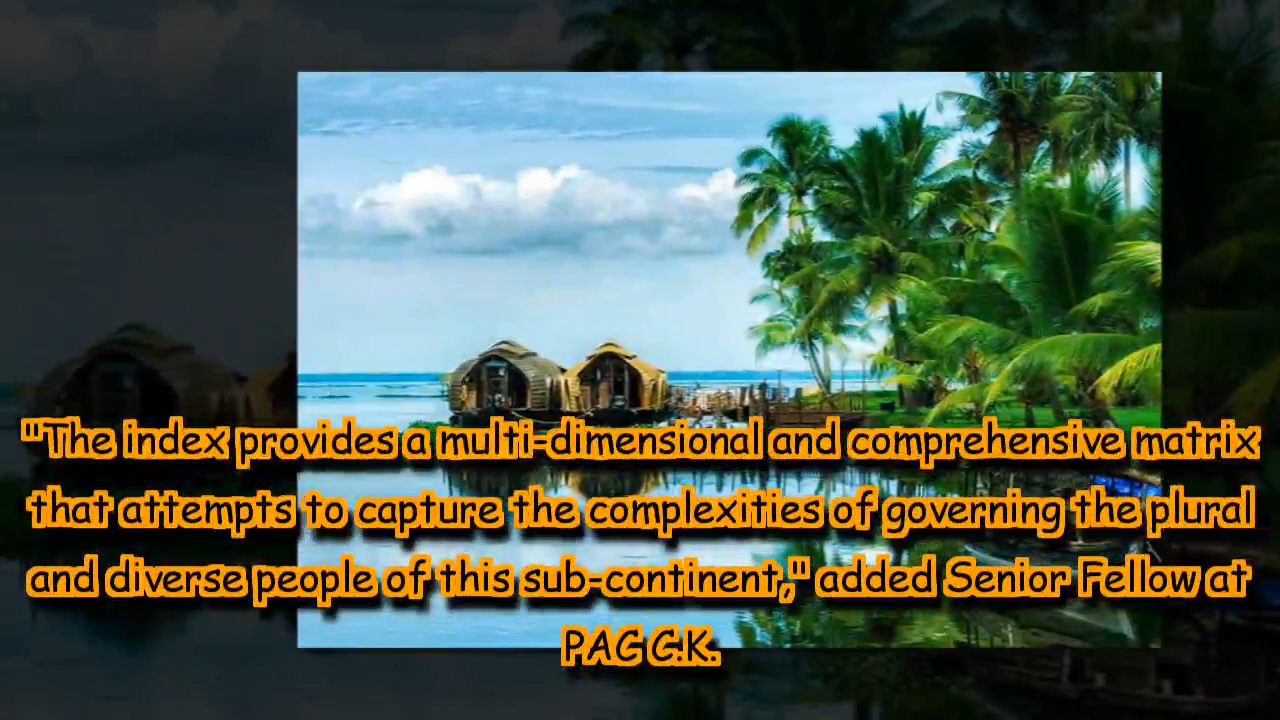 "The index provides a multi-dimensional and comprehensive matrix
that attempts to capture the complexities of governing the plural
and diverse people of this sub-continent," added Senior Fellow at
PAC C.K.